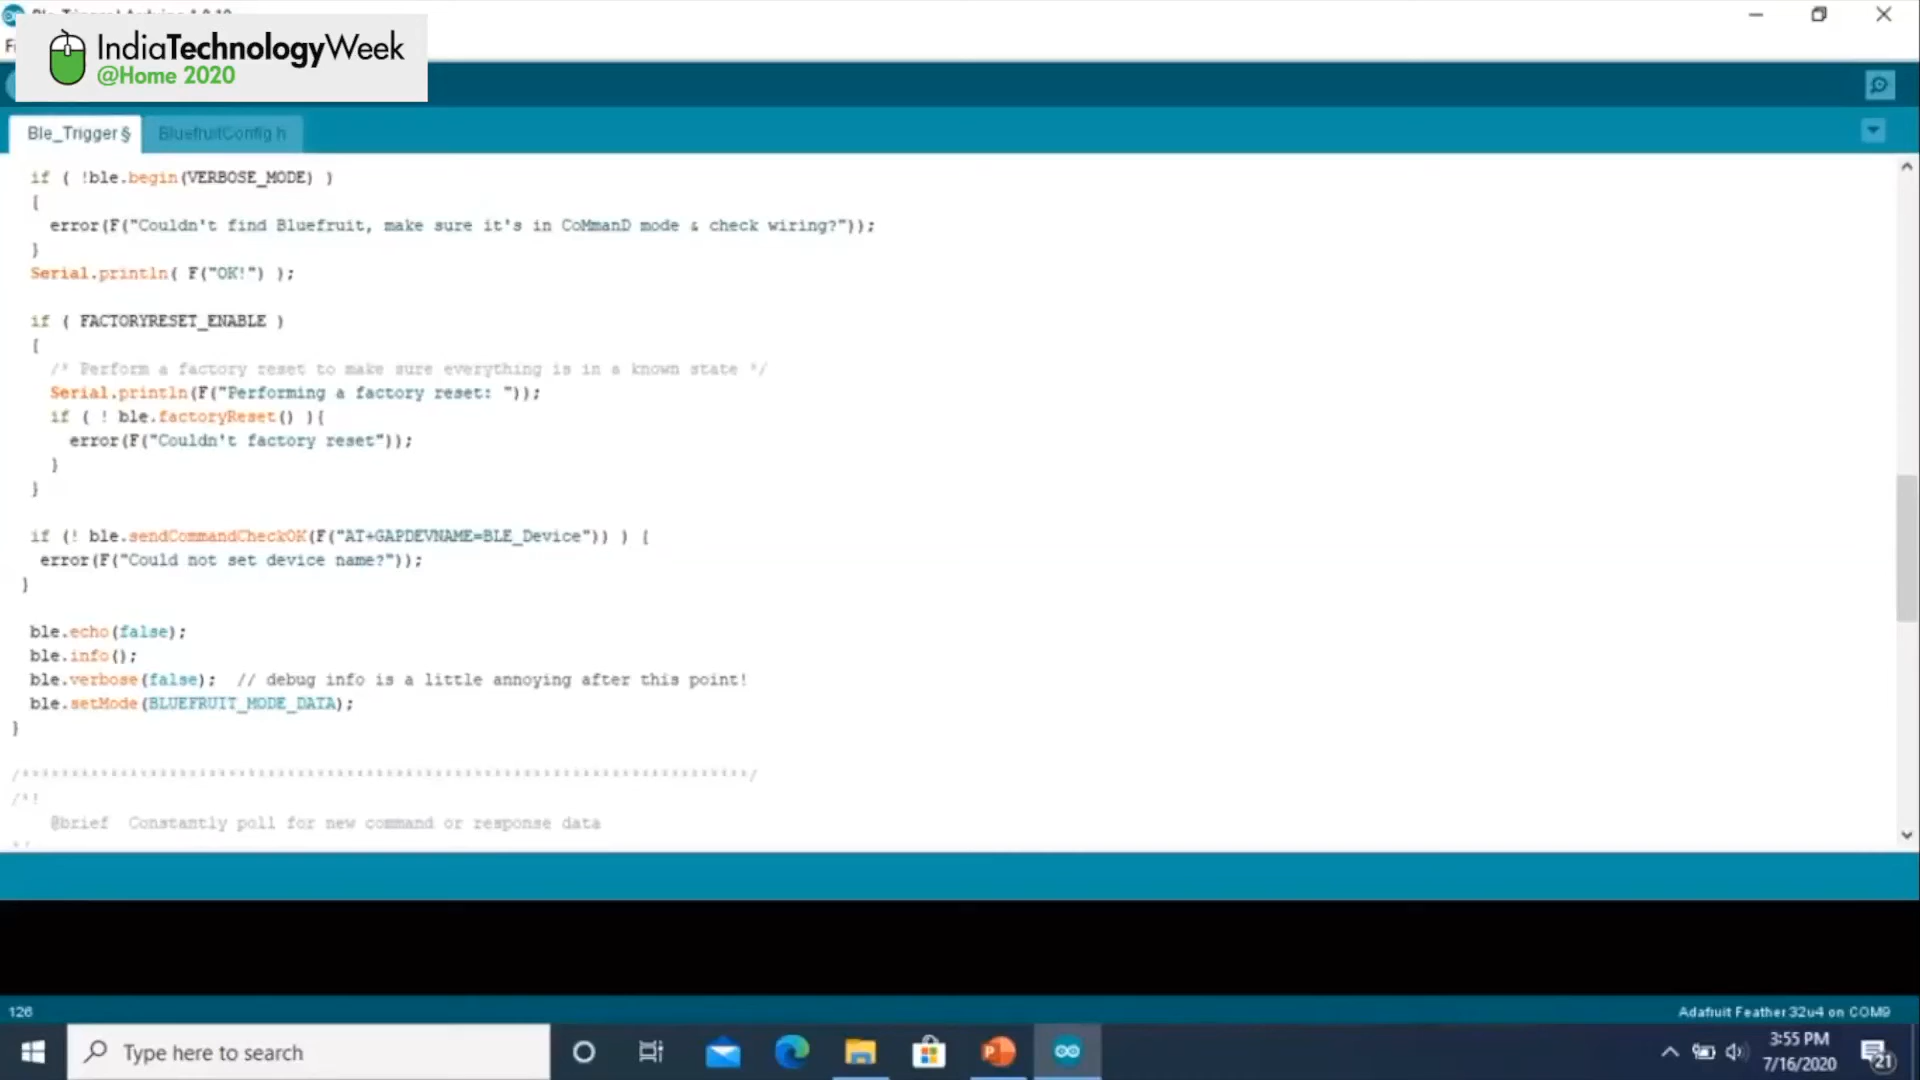 IndiaTechnologyWeek
@Home 2020
Ble_Trigger §
BluefruitConfig.h
if ( !ble.begin(VERBOSE_MODE) )
{
error(F("Couldn't find Bluefruit, make sure it's in CoMmanD mode & check wiring?"));
}
Serial.println( F("OK!") );
if ( FACTORYRESET_ENABLE )
{
/* Perform a factory reset to make sure everything is in a known state */
Serial.println(F("Performing a factory reset: "));
if ( ! ble.factoryReset() ){
error(F("Couldn't factory reset"));
}
}
if (! ble.sendCommandCheckOK(F("AT+GAPDEVNAME=BLE_Device")) ) {
error(F("Could not set device name?"));
}
ble.echo(false);
ble.info();
ble.verbose(false);  // debug info is a little annoying after this point!
ble.setMode(BLUEFRUIT_MODE_DATA);
}
/*!
@brief  Constantly poll for new command or response data
126
Adafruit Feather 32u4 on COM9
Type here to search
3:55 PM
7/16/2020
21